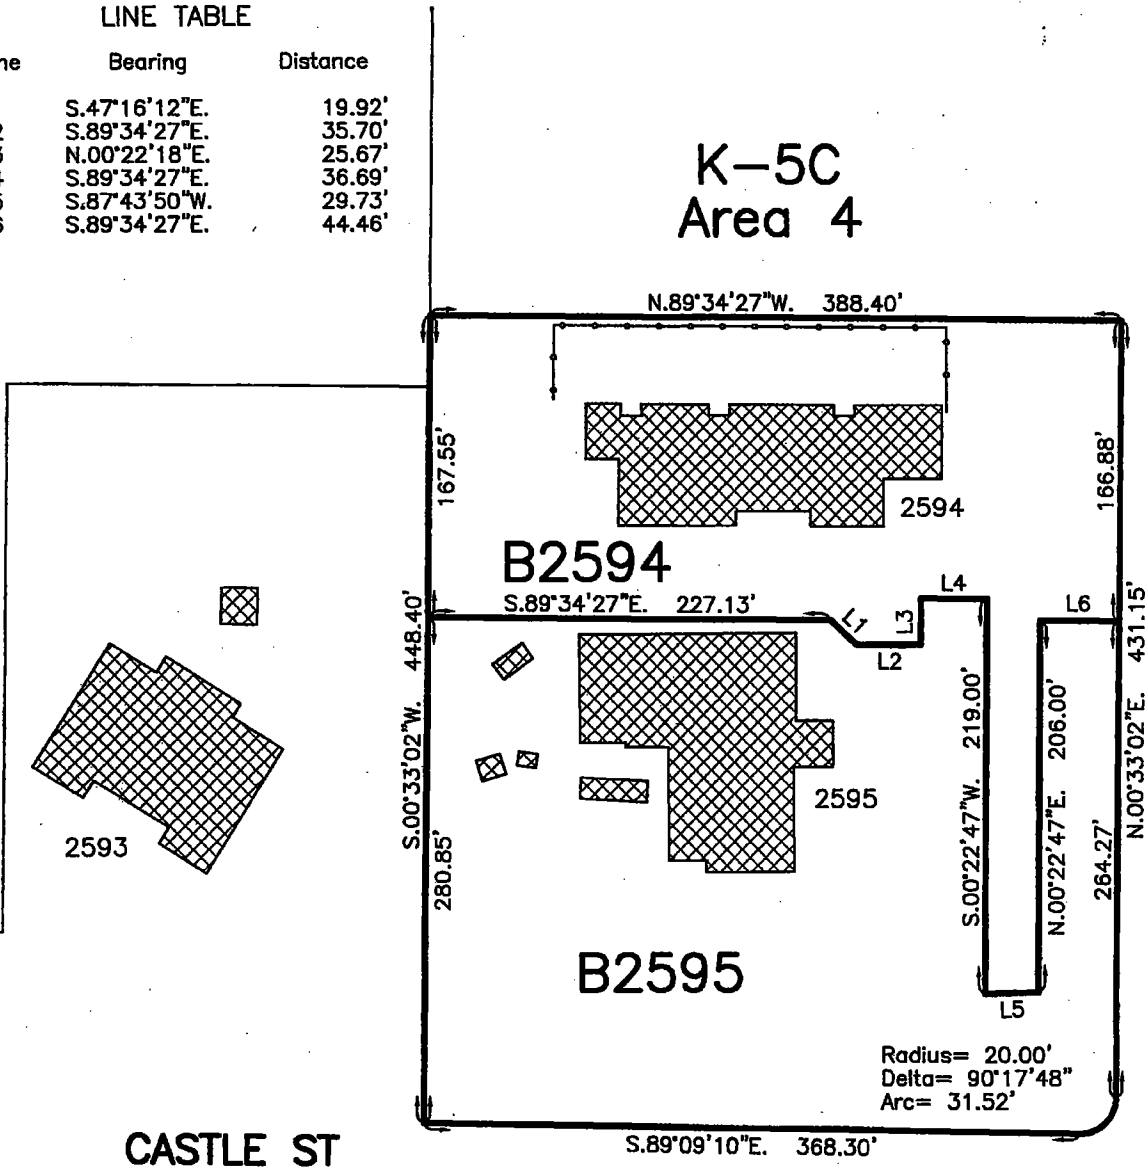 LINE TABLE
Bearing Distance
S.47°16'12"E. 19.92'
S.89°34'27"E. 35.70'
N.00°22'18"E. 25.67'
S.89°34'27"E. 36.69'
S.87°43'50"W. 29.73'
S.89°34'27"E. 44.46'
K-5C
Area 4
N.89°34'27"W. 388.40'
167.55'
166.88'
2594
B2594
S.89°34'27"E. 227.13'
L1
L2
L3
L4
L6
S.00°33'02"W. 448.40'
N.00°33'02"E. 431.15'
S.00°22'47"W. 219.00'
N.00°22'47"E. 206.00'
2593
2595
280.85'
264.27'
B2595
L5
Radius= 20.00'
Delta= 90°17'48"
Arc= 31.52'
CASTLE ST
S.89°09'10"E. 368.30'